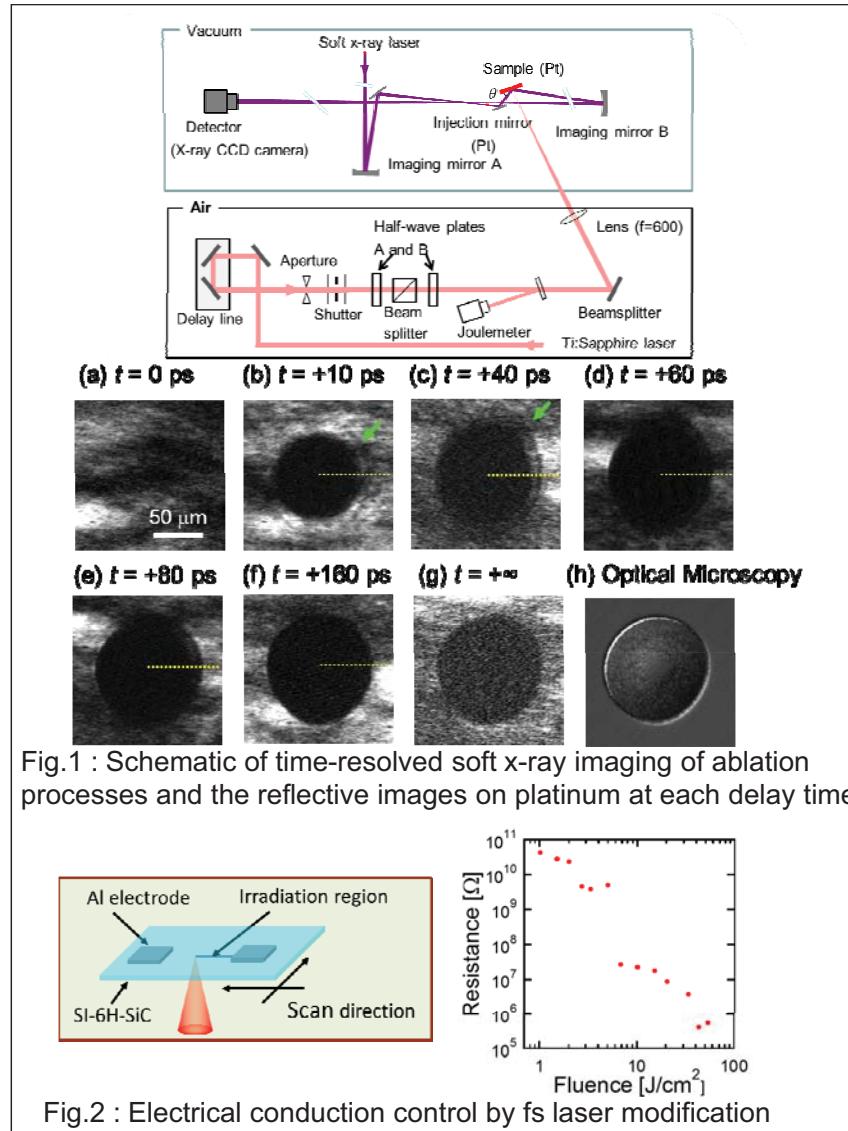 Vacuum
Soft x-ray laser
Sample (Pt)
θ
Detector
(X-ray CCD camera)
Injection mirror
(Pt)
Imaging mirror B
Imaging mirror A
Air
Half-wave plates
A and B
Lens (f=600)
Aperture
Shutter
Beam
splitter
Delay line
Joulemeter
Beamsplitter
Ti:Sapphire laser
(a) t = 0 ps
(b) t = +10 ps
(c) t = +40 ps
(d) t = +60 ps
50 μm
(e) t = +80 ps
(f) t = +160 ps
(g) t = +∞
(h) Optical Microscopy
Fig.1 : Schematic of time-resolved soft x-ray imaging of ablation
processes and the reflective images on platinum at each delay time
Al electrode
Irradiation region
SI-6H-SiC
Scan direction
Resistance [Ω]
10¹¹
10¹⁰
10⁹
10⁸
10⁷
10⁶
10⁵
1
10
100
Fluence [J/cm²]
Fig.2 : Electrical conduction control by fs laser modification